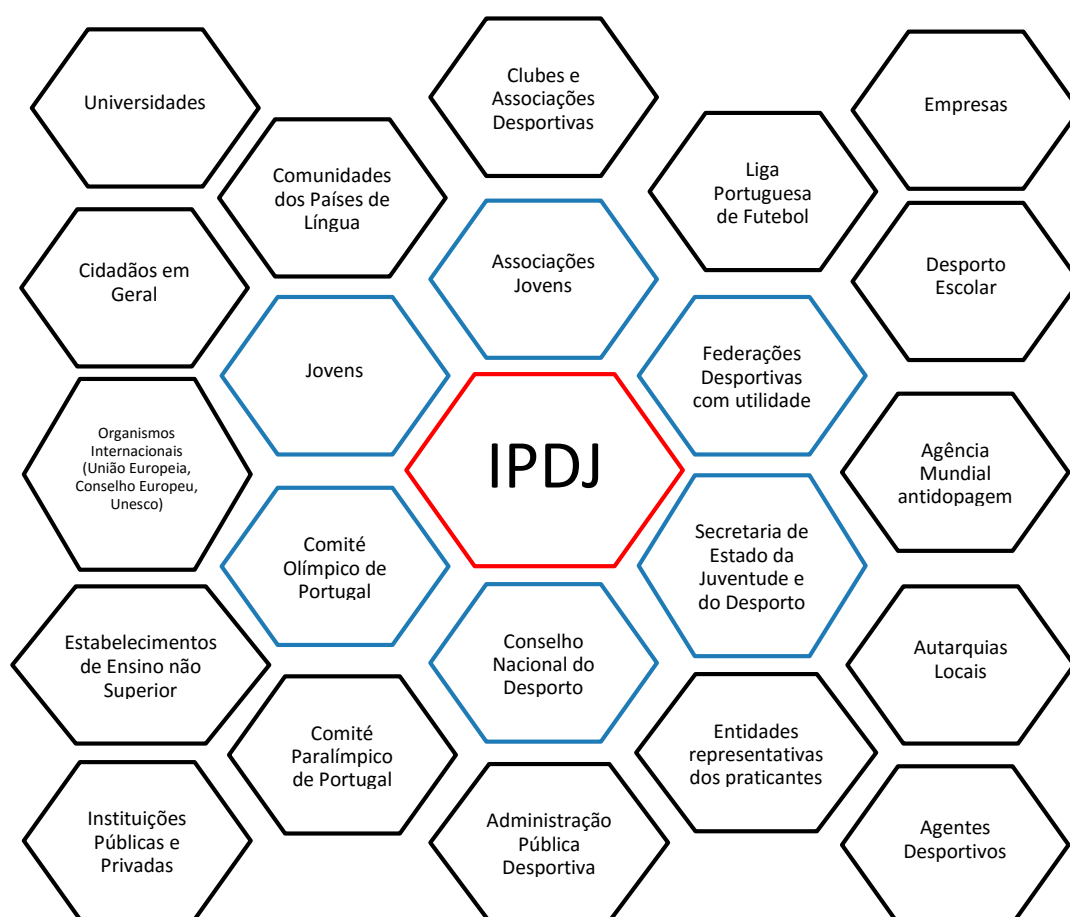 Universidades
Clubes e
Associações
Desportivas
Empresas
Comunidades
dos Países de
Língua
Liga
Portuguesa
de Futebol
Cidadãos em
Geral
Associações
Jovens
Desporto
Escolar
Jovens
Federações
Desportivas
com utilidade
Organismos
Internacionais
(União Europeia,
Conselho Europeu,
Unesco)
IPDJ
Agência
Mundial
antidopagem
Comité
Olímpico de
Portugal
Secretaria de
Estado da
Juventude e
do Desporto
Estabelecimentos
de Ensino não
Superior
Conselho
Nacional do
Desporto
Autarquias
Locais
Comité
Paralímpico
de Portugal
Entidades
representativas
dos praticantes
Instituições
Públicas e
Privadas
Administração
Pública
Desportiva
Agentes
Desportivos